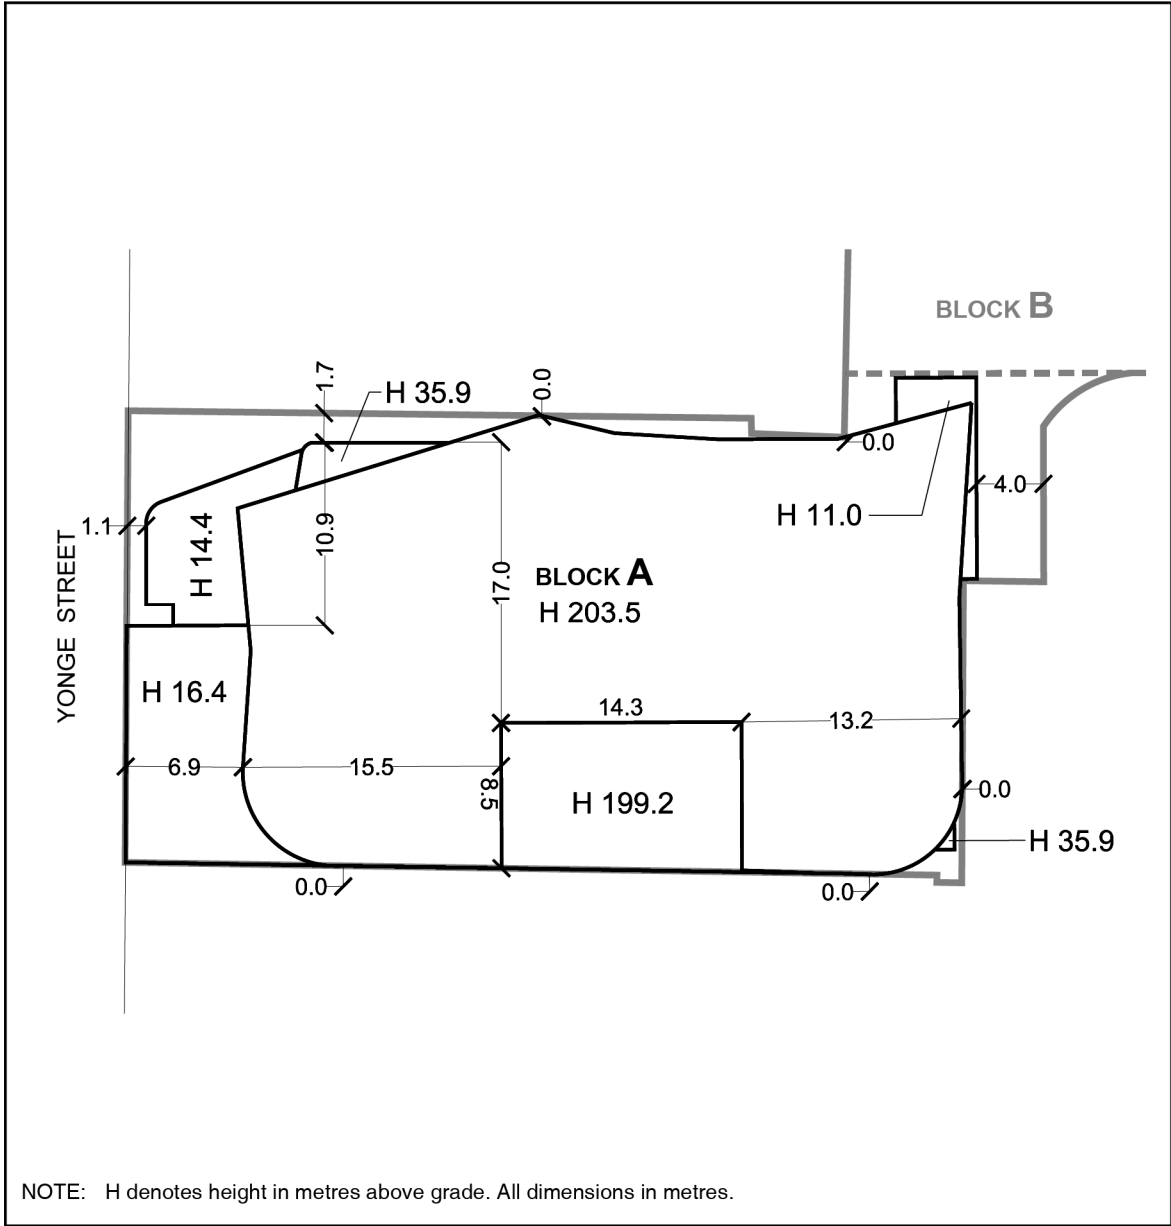 BLOCK B
1.7
H 35.9
0.0
0.0
4.0
H 11.0
1.1
H 14.4
10.9
17.0
BLOCK A
H 203.5
YONGE STREET
H 16.4
14.3
13.2
6.9
15.5
8.5
H 199.2
0.0
H 35.9
0.0
0.0
NOTE: H denotes height in metres above grade. All dimensions in metres.